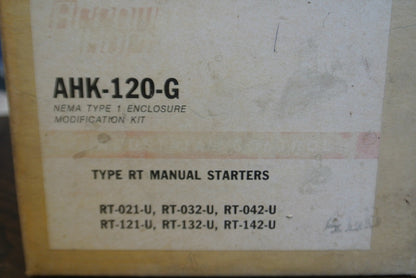 AHK-120-G
NEMA TYPE 1 ENCLOSURE
MODIFICATION KIT
TYPE RT MANUAL STARTERS
RT-021-U, RT-032-U, RT-042-U
RT-121-U, RT-132-U, RT-142-U